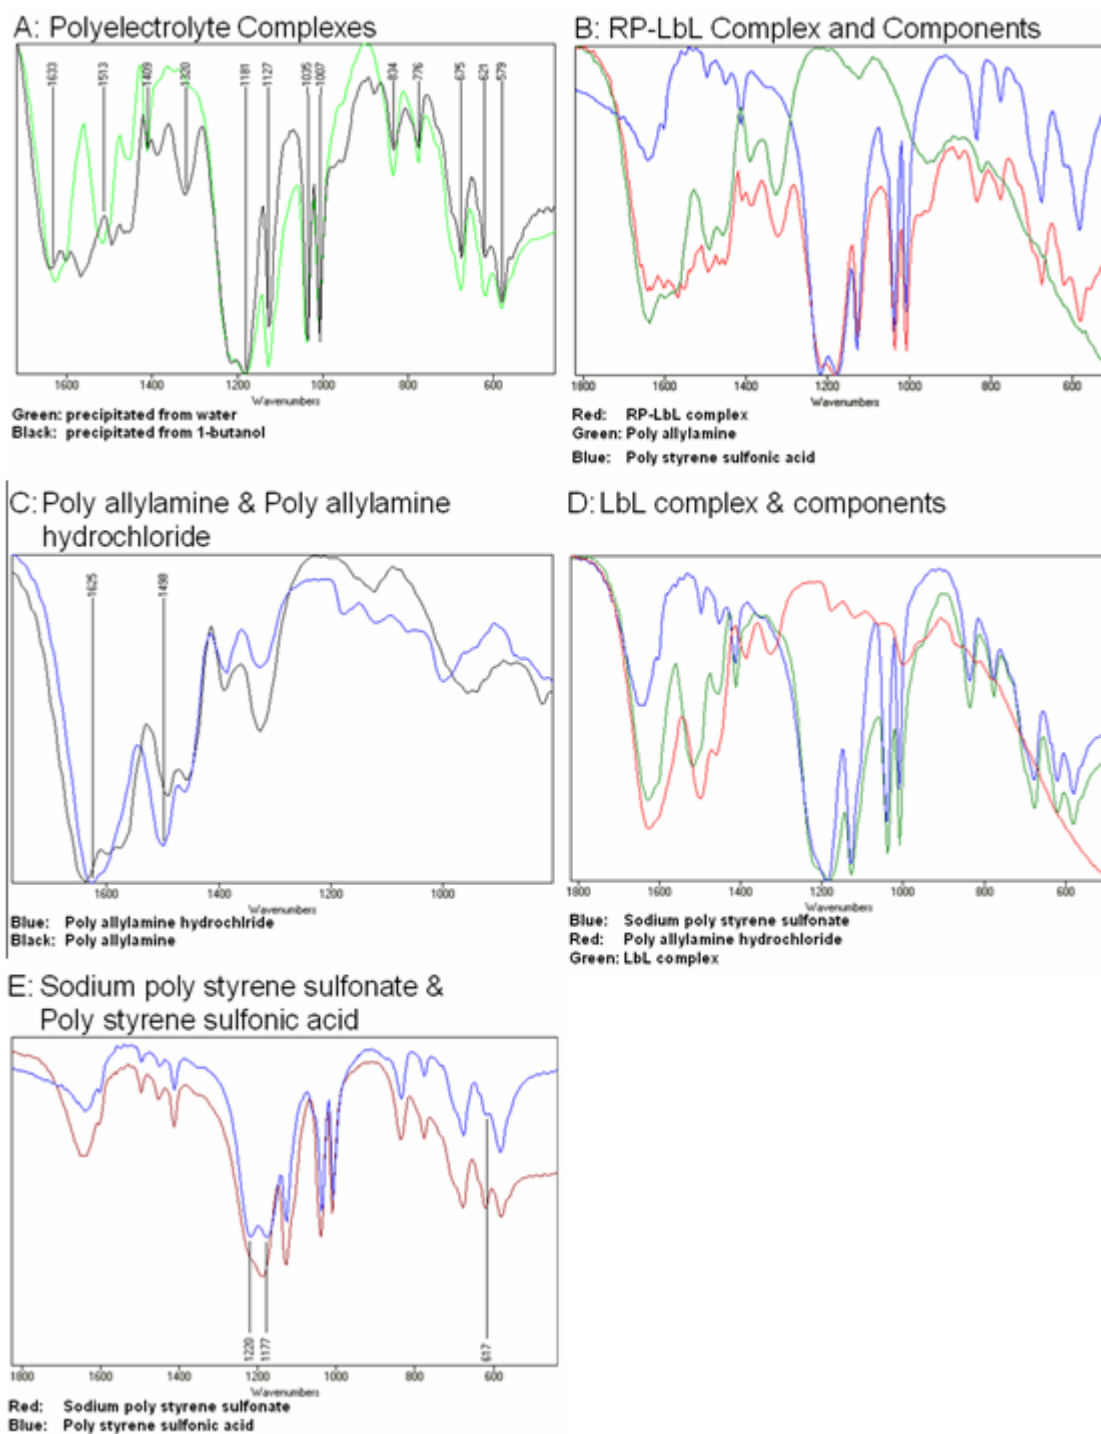 A: Polyelectrolyte Complexes
1633 1513 1409 1320 1181 1127 1035 1007 834 776 675 621 579
1600 1400 1200 1000 800 600
Wavenumbers
Green: precipitated from water
Black: precipitated from 1-butanol
B: RP-LbL Complex and Components
1800 1600 1400 1200 1000 800 600
Wavenumbers
Red: RP-LbL complex
Green: Poly allylamine
Blue: Poly styrene sulfonic acid
C: Poly allylamine & Poly allylamine
hydrochloride
1625 1498
1600 1400 1200 1000
Wavenumbers
Blue: Poly allylamine hydrochlride
Black: Poly allylamine
D: LbL complex & components
1800 1600 1400 1200 1000 800 600
Wavenumbers
Blue: Sodium poly styrene sulfonate
Red: Poly allylamine hydrochloride
Green: LbL complex
E: Sodium poly styrene sulfonate &
Poly styrene sulfonic acid
1220 1177 617
1800 1600 1400 1200 1000 800 600
Wavenumbers
Red: Sodium poly styrene sulfonate
Blue: Poly styrene sulfonic acid